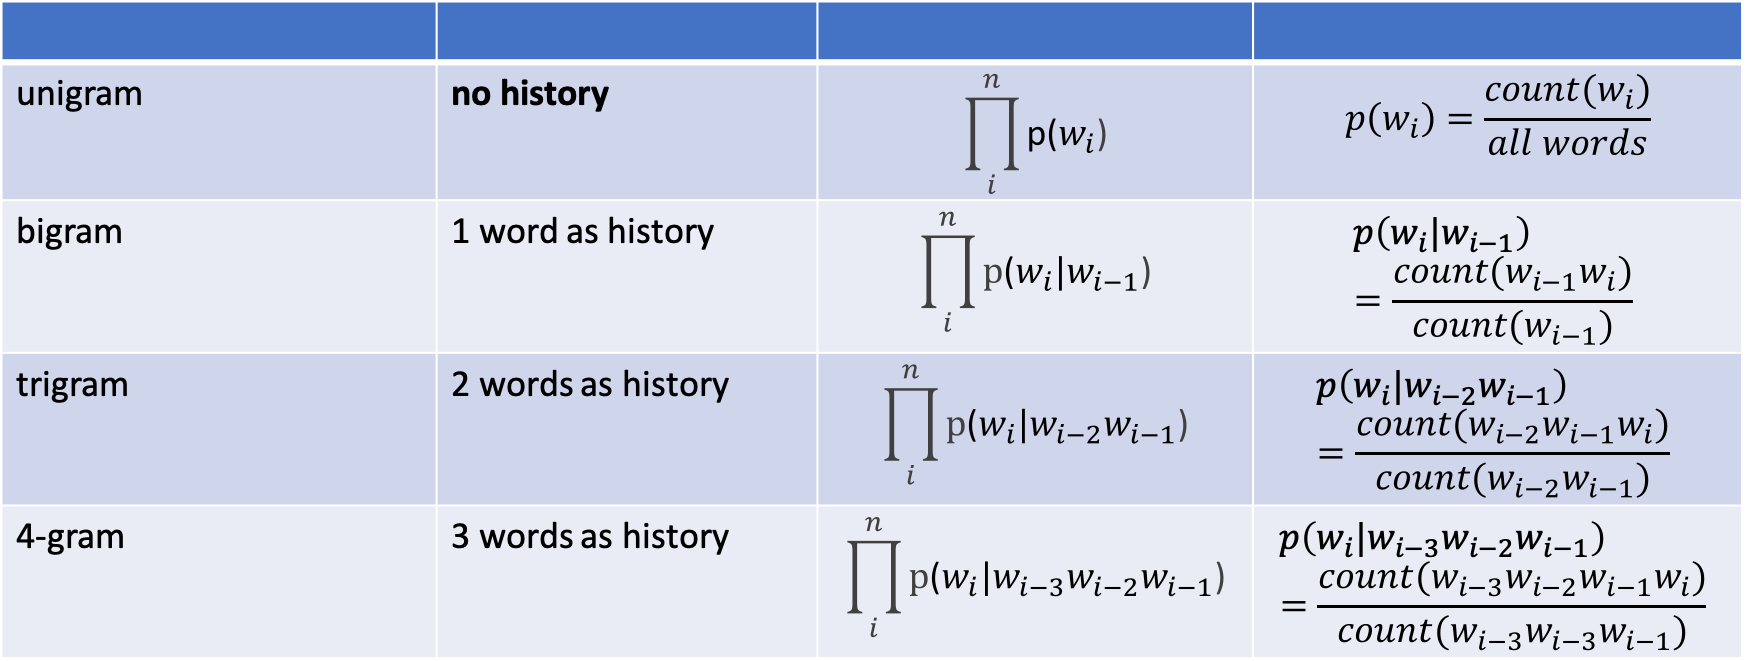 unigram
no history
∏_i^n p(w_i)
p(w_i) = count(w_i) / all words
bigram
1 word as history
∏_i^n p(w_i|w_{i−1})
p(w_i|w_{i−1})
= count(w_{i−1}w_i) / count(w_{i−1})
trigram
2 words as history
∏_i^n p(w_i|w_{i−2}w_{i−1})
p(w_i|w_{i−2}w_{i−1})
= count(w_{i−2}w_{i−1}w_i) / count(w_{i−2}w_{i−1})
4-gram
3 words as history
∏_i^n p(w_i|w_{i−3}w_{i−2}w_{i−1})
p(w_i|w_{i−3}w_{i−2}w_{i−1})
= count(w_{i−3}w_{i−2}w_{i−1}w_i) / count(w_{i−3}w_{i−3}w_{i−1})